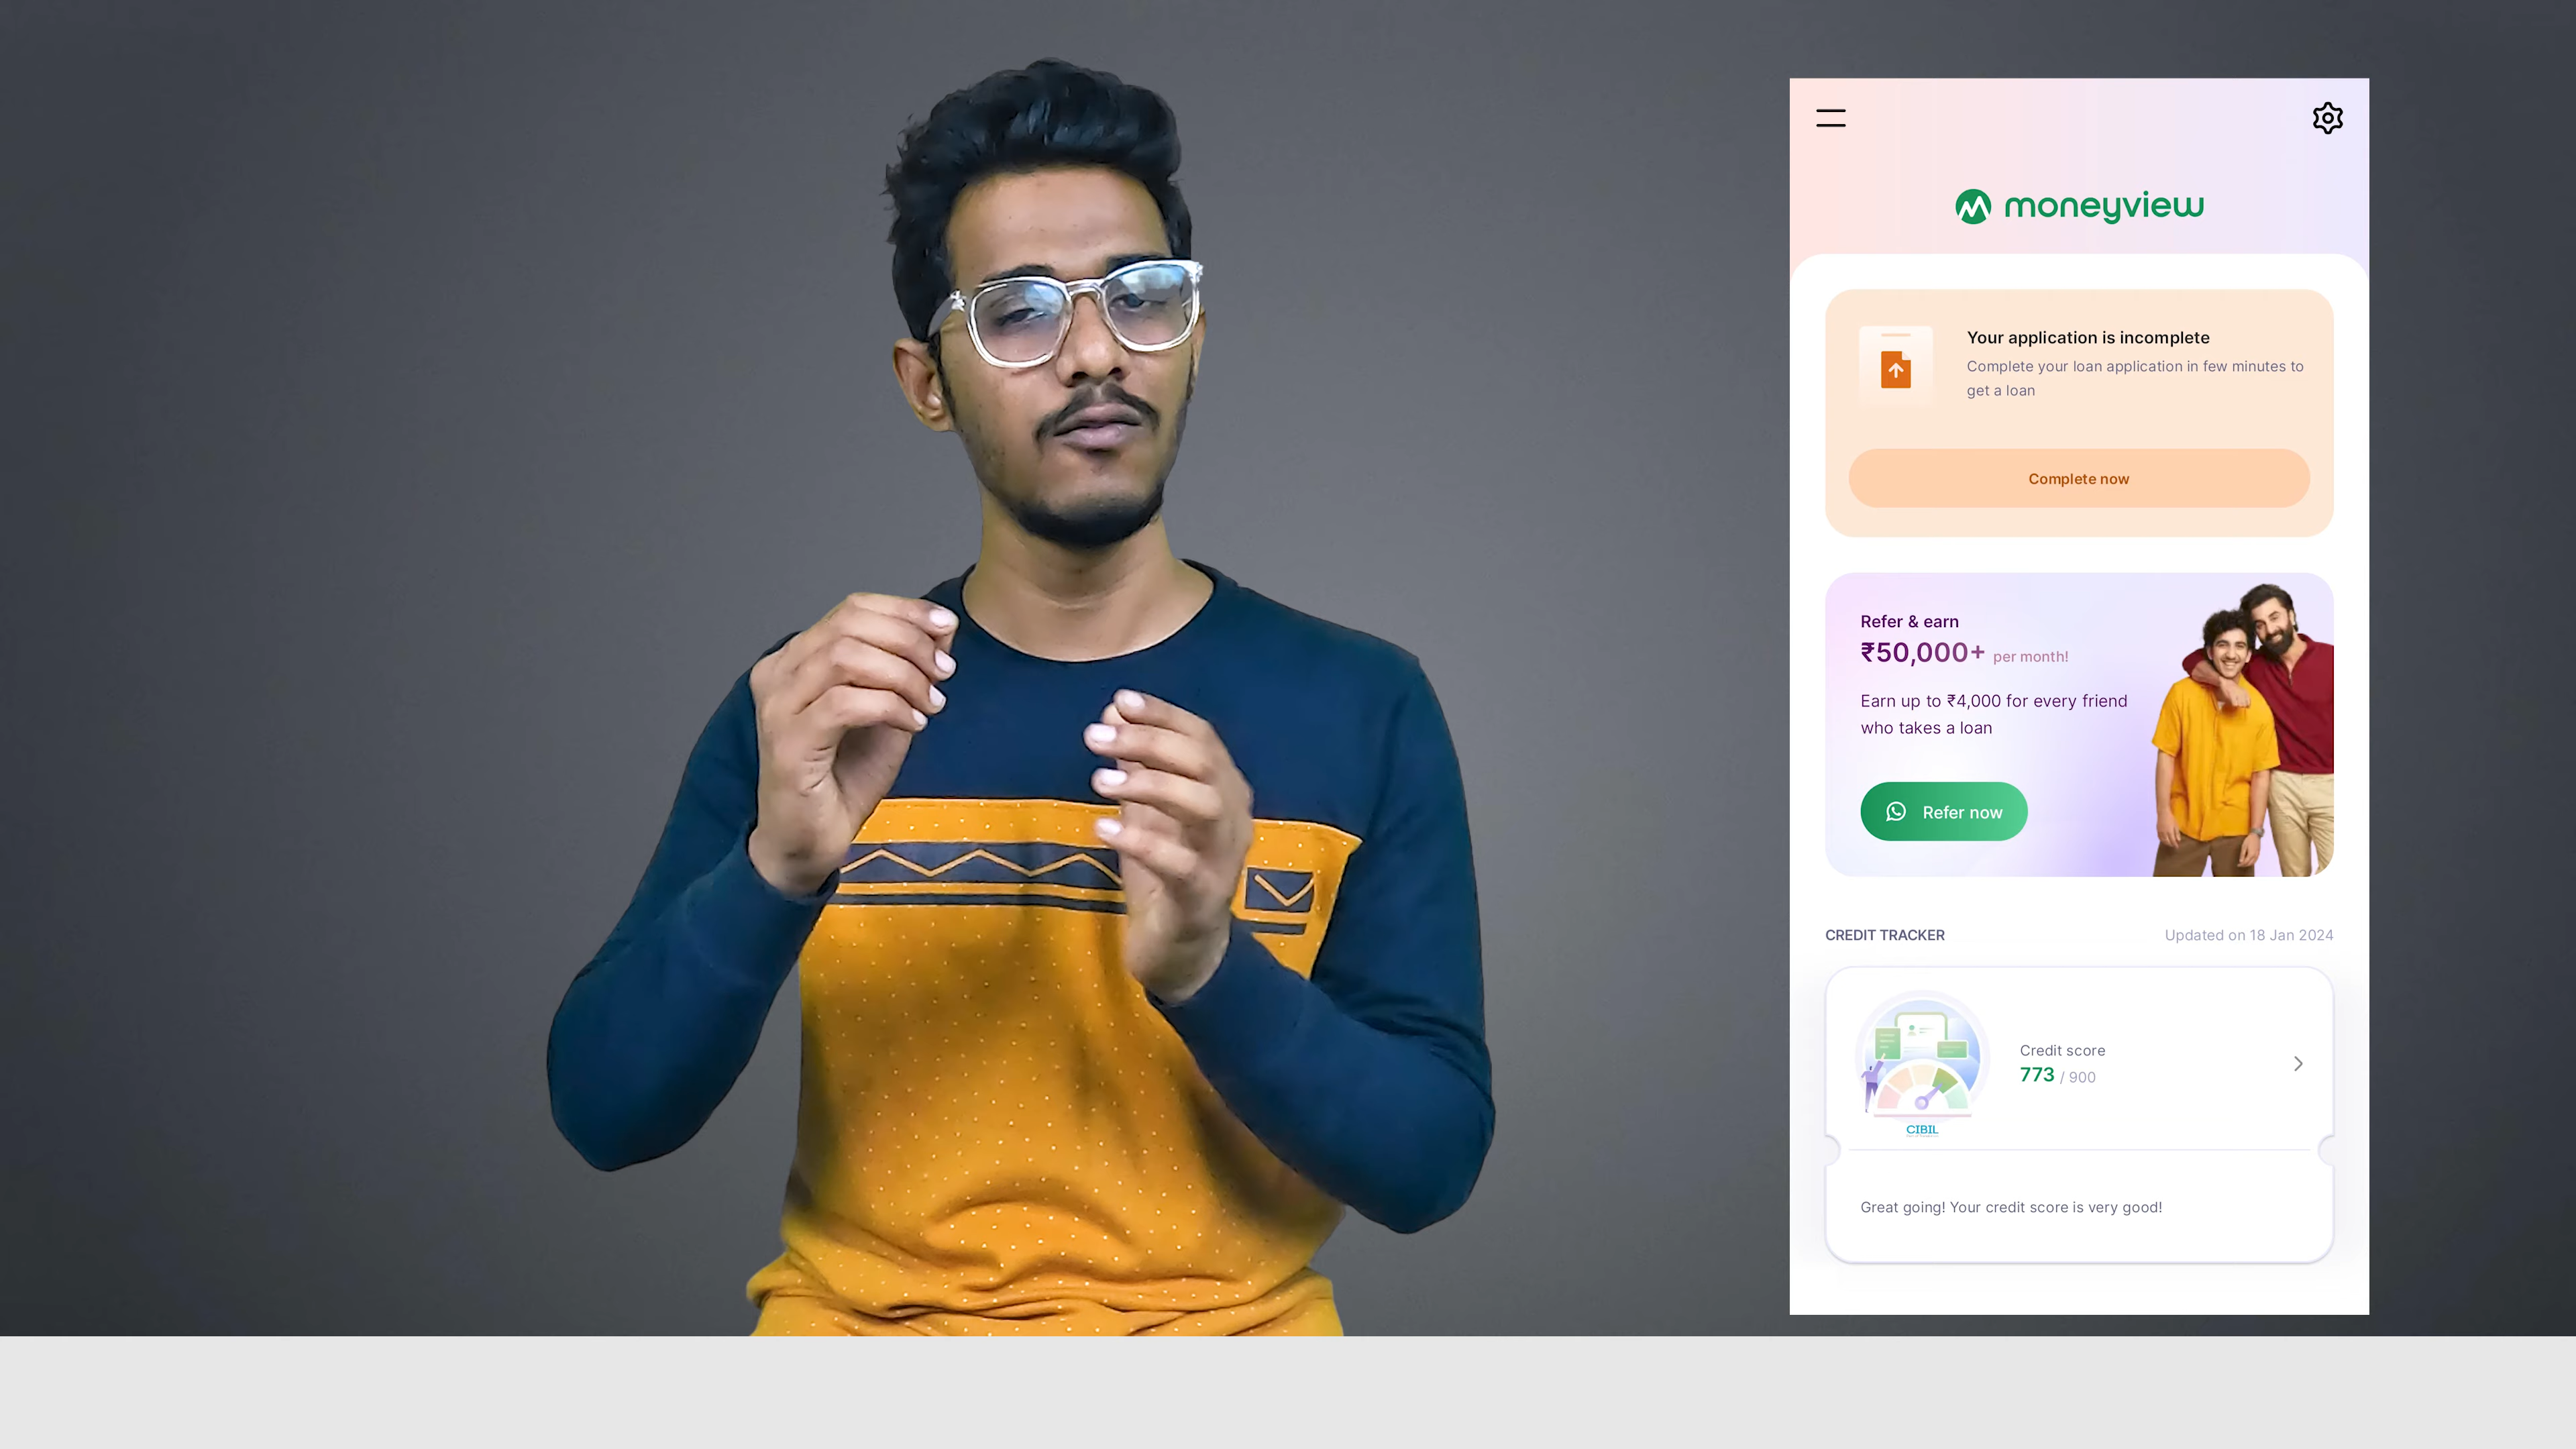 moneyview
Your application is incomplete
Complete your loan application in few minutes to
get a loan
Complete now
Refer & earn
₹50,000+ per month!
Earn up to ₹4,000 for every friend
who takes a loan
Refer now
CREDIT TRACKER
Updated on 18 Jan 2024
Credit score
773 / 900
CIBIL
Great going! Your credit score is very good!